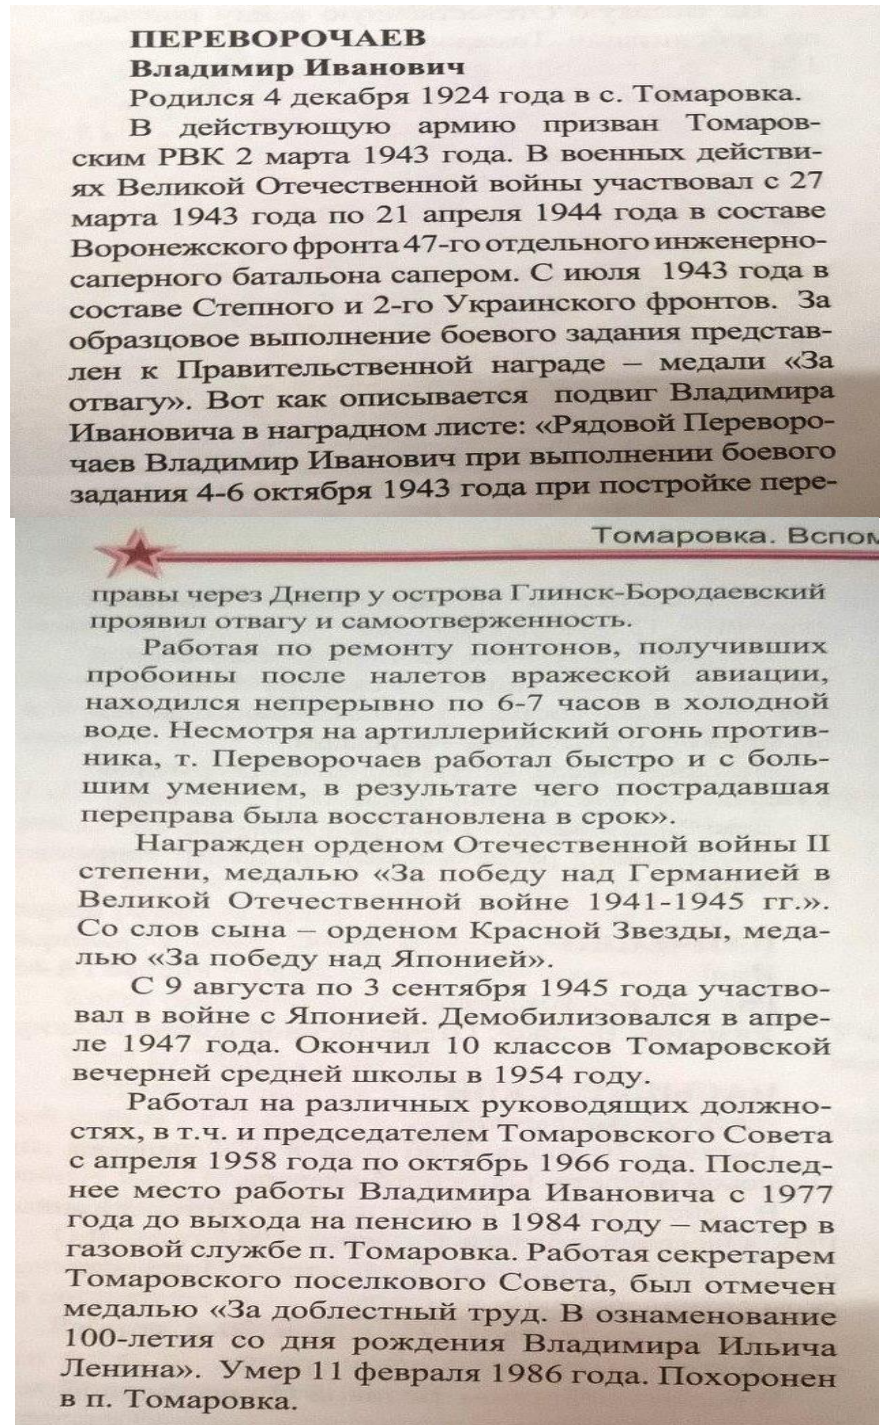 ПЕРЕВОРОЧАЕВ
Владимир Иванович
Родился 4 декабря 1924 года в с. Томаровка.
В действующую армию призван Томаров-
ским РВК 2 марта 1943 года. В военных действи-
ях Великой Отечественной войны участвовал с 27
марта 1943 года по 21 апреля 1944 года в составе
Воронежского фронта 47-го отдельного инженерно-
саперного батальона сапером. С июля 1943 года в
составе Степного и 2-го Украинского фронтов. За
образцовое выполнение боевого задания представ-
лен к Правительственной награде – медали «За
отвагу». Вот как описывается подвиг Владимира
Ивановича в наградном листе: «Рядовой Переворо-
чаев Владимир Иванович при выполнении боевого
задания 4-6 октября 1943 года при постройке пере-
Томаровка. Вспом
правы через Днепр у острова Глинск-Бородаевский
проявил отвагу и самоотверженность.
Работая по ремонту понтонов, получивших
пробоины после налетов вражеской авиации,
находился непрерывно по 6-7 часов в холодной
воде. Несмотря на артиллерийский огонь против-
ника, т. Переворочаев работал быстро и с боль-
шим умением, в результате чего пострадавшая
переправа была восстановлена в срок».
Награжден орденом Отечественной войны II
степени, медалью «За победу над Германией в
Великой Отечественной войне 1941-1945 гг.».
Со слов сына – орденом Красной Звезды, меда-
лью «За победу над Японией».
С 9 августа по 3 сентября 1945 года участво-
вал в войне с Японией. Демобилизовался в апре-
ле 1947 года. Окончил 10 классов Томаровской
вечерней средней школы в 1954 году.
Работал на различных руководящих должно-
стях, в т.ч. и председателем Томаровского Совета
с апреля 1958 года по октябрь 1966 года. Послед-
нее место работы Владимира Ивановича с 1977
года до выхода на пенсию в 1984 году – мастер в
газовой службе п. Томаровка. Работая секретарем
Томаровского поселкового Совета, был отмечен
медалью «За доблестный труд. В ознаменование
100-летия со дня рождения Владимира Ильича
Ленина». Умер 11 февраля 1986 года. Похоронен
в п. Томаровка.